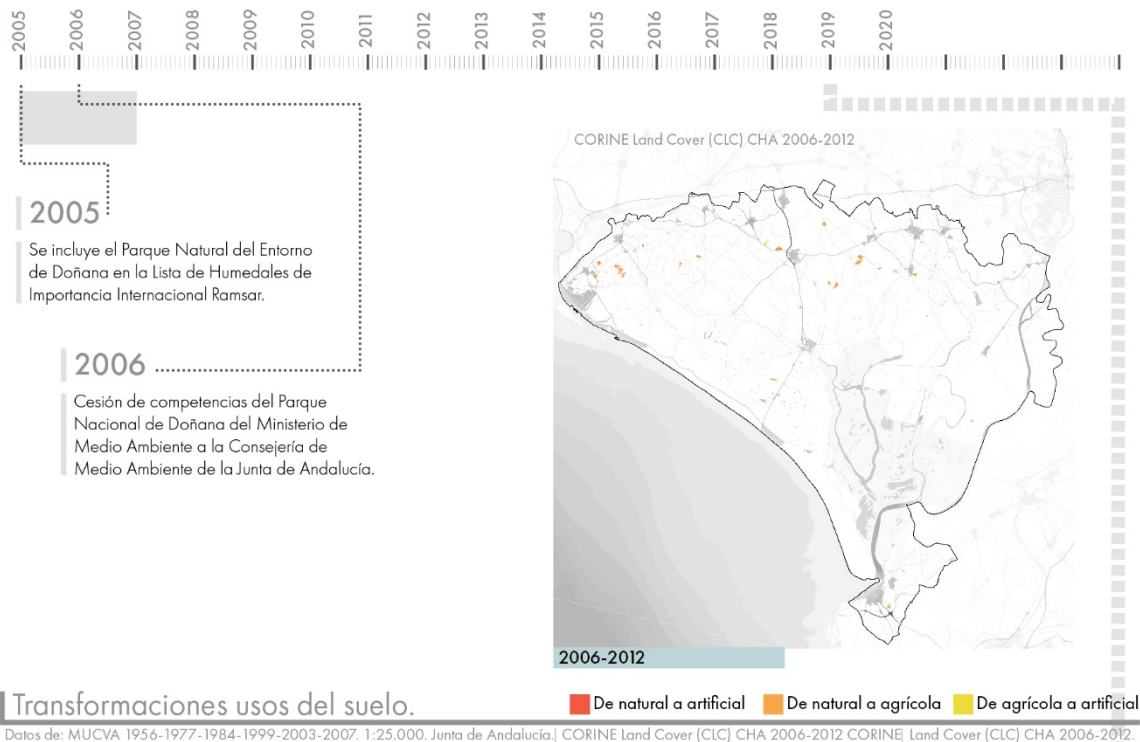 2005 2006 2007 2008 2009 2010 2011 2012 2013 2014 2015 2016 2017 2018 2019 2020
2005
Se incluye el Parque Natural del Entorno
de Doñana en la Lista de Humedales de
Importancia Internacional Ramsar.
2006
Cesión de competencias del Parque
Nacional de Doñana del Ministerio de
Medio Ambiente a la Consejería de
Medio Ambiente de la Junta de Andalucía.
CORINE Land Cover (CLC) CHA 2006-2012
2006-2012
Transformaciones usos del suelo.
De natural a artificial De natural a agrícola De agrícola a artificial
Datos de: MUCVA 1956-1977-1984-1999-2003-2007. 1:25.000. Junta de Andalucía.| CORINE Land Cover (CLC) CHA 2006-2012 CORINE| Land Cover (CLC) CHA 2006-2012.